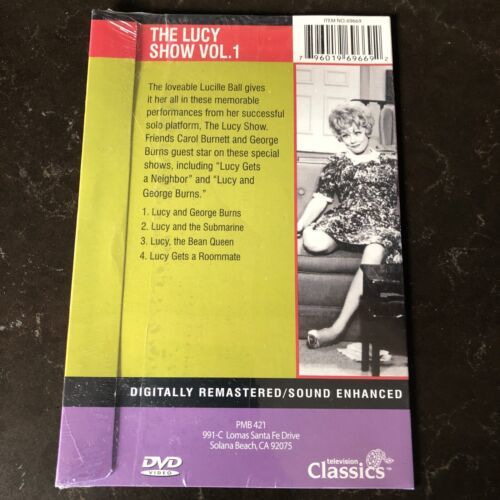 THE LUCY
SHOW VOL.1
ITEM NO. 69669
7 96019 69669 2
The loveable Lucille Ball gives
it her all in these memorable
performances from her successful
solo platform, The Lucy Show.
Friends Carol Burnett and George
Burns guest star on these special
shows, including "Lucy Gets
a Neighbor" and "Lucy and
George Burns."
1. Lucy and George Burns
2. Lucy and the Submarine
3. Lucy, the Bean Queen
4. Lucy Gets a Roommate
DIGITALLY REMASTERED/SOUND ENHANCED
PMB 421
991-C Lomas Santa Fe Drive
Solana Beach, CA 92075
DVD
VIDEO
television
Classics™